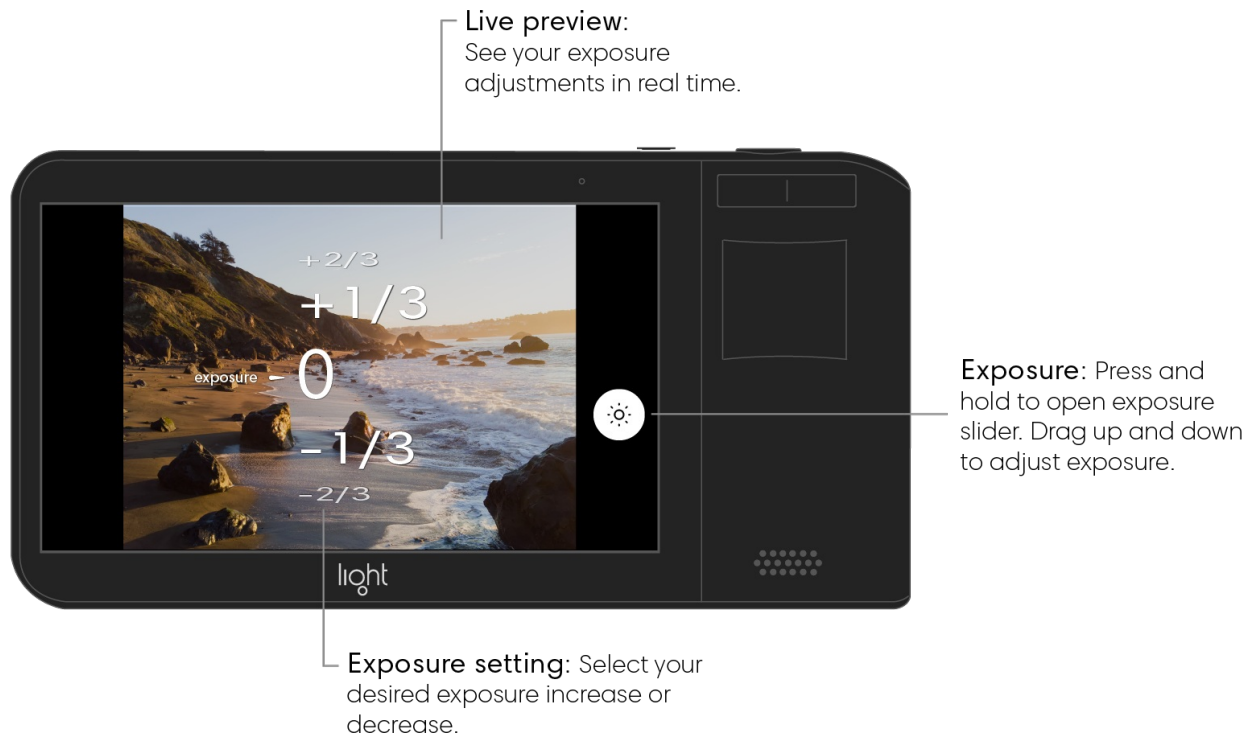 Live preview:
See your exposure
adjustments in real time.
+2/3
+1/3
exposure
0
-1/3
-2/3
Exposure: Press and
hold to open exposure
slider. Drag up and down
to adjust exposure.
light
Exposure setting: Select your
desired exposure increase or
decrease.